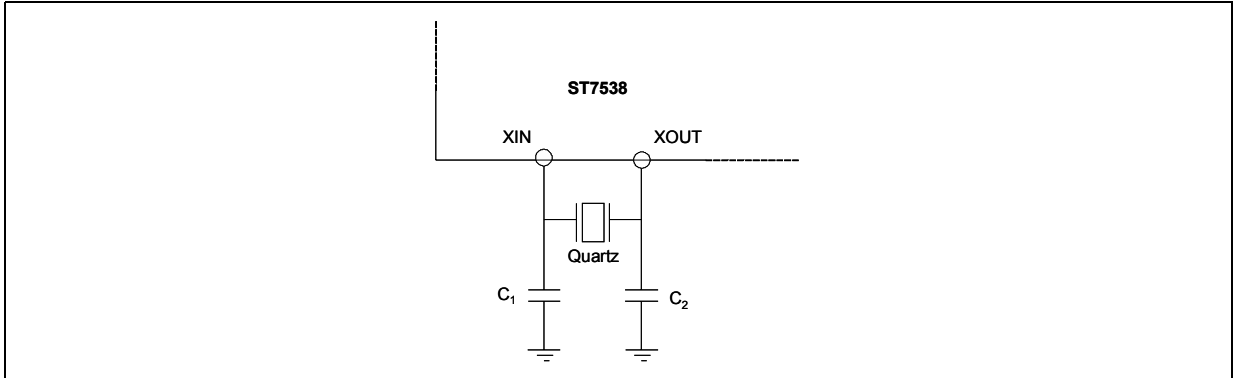 ST7538
XIN
XOUT
Quartz
C₁
C₂